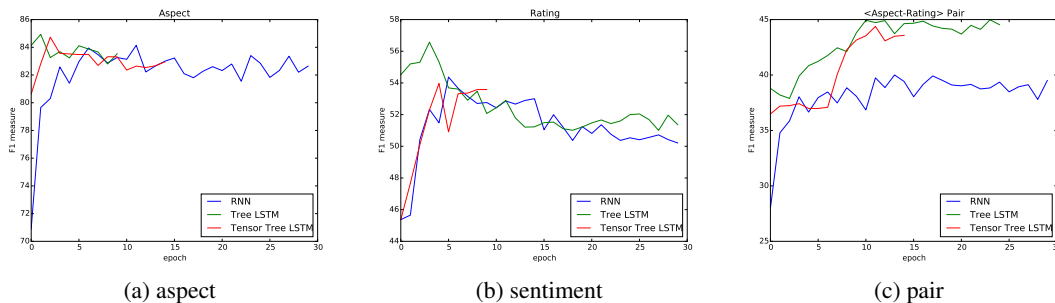 Aspect
86
84
82
80
78
76
74
72
70
F1 measure
0
5
10
15
20
25
30
epoch
RNN
Tree LSTM
Tensor Tree LSTM
(a) aspect
Rating
58
56
54
52
50
48
46
44
F1 measure
0
5
10
15
20
25
30
epoch
RNN
Tree LSTM
Tensor Tree LSTM
(b) sentiment
<Aspect-Rating> Pair
45
40
35
30
25
F1 measure
0
5
10
15
20
25
30
epoch
RNN
Tree LSTM
Tensor Tree LSTM
(c) pair